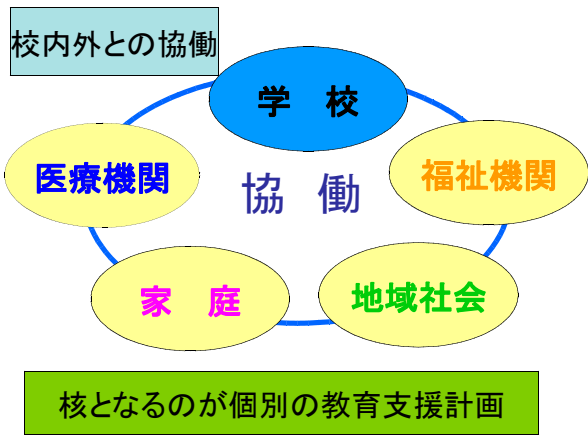 校内外との協働
学　校
医療機関
福祉機関
協　働
家　庭
地域社会
核となるのが個別の教育支援計画